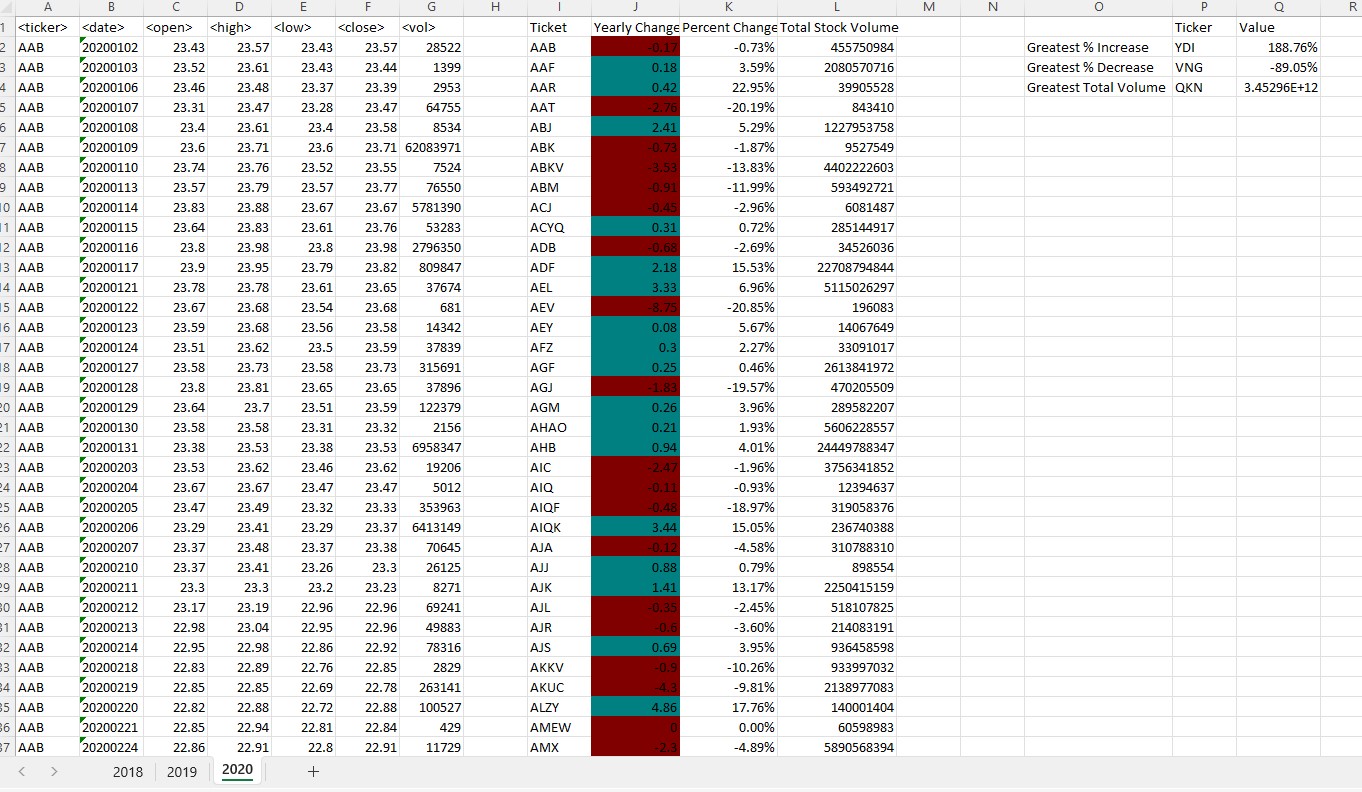 A B C D E F G H I J K L M N O P Q R
1 <ticker> <date> <open> <high> <low> <close> <vol> Ticket Yearly Change Percent Change Total Stock Volume Ticker Value
2 AAB 20200102 23.43 23.57 23.43 23.57 28522 AAB -0.17 -0.73% 455750984 Greatest % Increase YDI 188.76%
3 AAB 20200103 23.52 23.61 23.43 23.44 1399 AAF 0.18 3.59% 2080570716 Greatest % Decrease VNG -89.05%
4 AAB 20200106 23.46 23.48 23.37 23.39 2953 AAR 0.42 22.95% 39905528 Greatest Total Volume QKN 3.45296E+12
5 AAB 20200107 23.31 23.47 23.28 23.47 64755 AAT -2.76 -20.19% 843410
6 AAB 20200108 23.4 23.61 23.4 23.58 8534 ABJ 2.41 5.29% 1227953758
7 AAB 20200109 23.6 23.71 23.6 23.71 62083971 ABK -0.73 -1.87% 9527549
8 AAB 20200110 23.74 23.76 23.52 23.55 7524 ABKV -3.53 -13.83% 4402222603
9 AAB 20200113 23.57 23.79 23.57 23.77 76550 ABM -0.91 -11.99% 593492721
10 AAB 20200114 23.83 23.88 23.67 23.67 5781390 ACJ -0.45 -2.96% 6081487
11 AAB 20200115 23.64 23.83 23.61 23.76 53283 ACYQ 0.31 0.72% 285144917
12 AAB 20200116 23.8 23.98 23.8 23.98 2796350 ADB -0.68 -2.69% 34526036
13 AAB 20200117 23.9 23.95 23.79 23.82 809847 ADF 2.18 15.53% 22708794844
14 AAB 20200121 23.78 23.78 23.61 23.65 37674 AEL 3.33 6.96% 5115026297
15 AAB 20200122 23.67 23.68 23.54 23.68 681 AEV -8.75 -20.85% 196083
16 AAB 20200123 23.59 23.68 23.56 23.58 14342 AEY 0.08 5.67% 14067649
17 AAB 20200124 23.51 23.62 23.5 23.59 37839 AFZ 0.3 2.27% 33091017
18 AAB 20200127 23.58 23.73 23.58 23.73 315691 AGF 0.25 0.46% 2613841972
19 AAB 20200128 23.8 23.81 23.65 23.65 37896 AGJ -1.83 -19.57% 470205509
20 AAB 20200129 23.64 23.7 23.51 23.59 122379 AGM 0.26 3.96% 289582207
21 AAB 20200130 23.58 23.58 23.31 23.32 2156 AHAO 0.21 1.93% 5606228557
22 AAB 20200131 23.38 23.53 23.38 23.53 6958347 AHB 0.94 4.01% 24449788347
23 AAB 20200203 23.53 23.62 23.46 23.62 19206 AIC -2.47 -1.96% 3756341852
24 AAB 20200204 23.67 23.67 23.47 23.47 5012 AIQ -0.11 -0.93% 12394637
25 AAB 20200205 23.47 23.49 23.32 23.33 353963 AIQF -0.48 -18.97% 319058376
26 AAB 20200206 23.29 23.41 23.29 23.37 6413149 AIQK 3.44 15.05% 236740388
27 AAB 20200207 23.37 23.48 23.37 23.38 70645 AJA -0.12 -4.58% 310788310
28 AAB 20200210 23.37 23.41 23.26 23.3 26125 AJJ 0.88 0.79% 898554
29 AAB 20200211 23.3 23.3 23.2 23.23 8271 AJK 1.41 13.17% 2250415159
30 AAB 20200212 23.17 23.19 22.96 22.96 69241 AJL -0.35 -2.45% 518107825
31 AAB 20200213 22.98 23.04 22.95 22.96 49883 AJR -0.6 -3.60% 214083191
32 AAB 20200214 22.95 22.98 22.86 22.92 78316 AJS 0.69 3.95% 936458598
33 AAB 20200218 22.83 22.89 22.76 22.85 2829 AKKV -0.9 -10.26% 933997032
34 AAB 20200219 22.85 22.85 22.69 22.78 263141 AKUC -4.3 -9.81% 2138977083
35 AAB 20200220 22.82 22.88 22.72 22.88 100527 ALZY 4.86 17.76% 140001404
36 AAB 20200221 22.85 22.94 22.81 22.84 429 AMEW 0 0.00% 60598983
37 AAB 20200224 22.86 22.91 22.8 22.91 11729 AMX -2.3 -4.89% 5890568394
2018 2019 2020 +